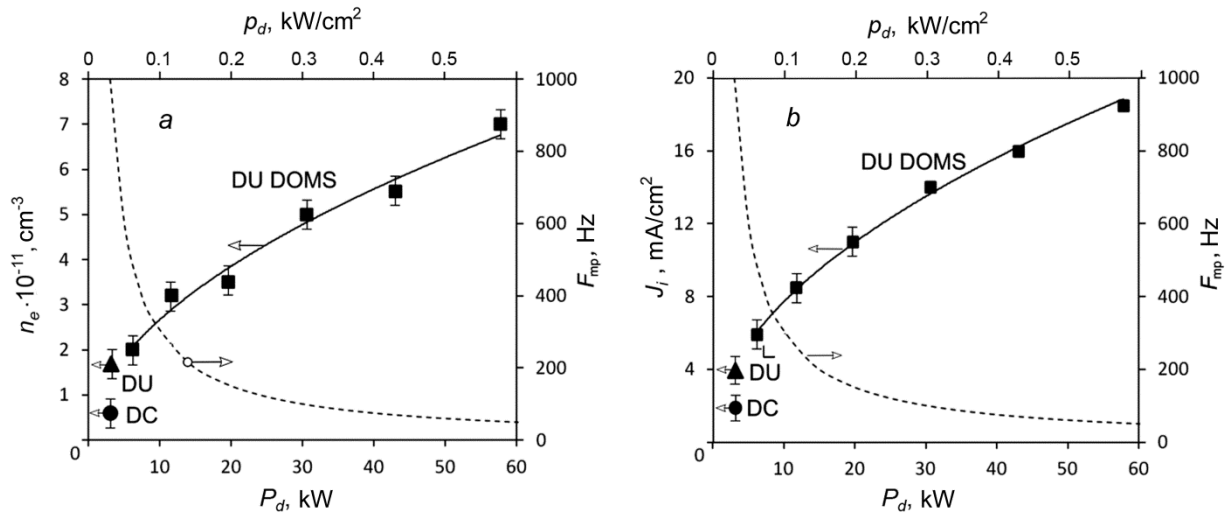 p_d, kW/cm²
0 0.1 0.2 0.3 0.4 0.5
8 7 6 5 4 3 2 1 0
n_e·10⁻¹¹, cm⁻³
a
DU DOMS
DU
DC
1000 800 600 400 200 0
F_mp, Hz
0 10 20 30 40 50 60
P_d, kW
p_d, kW/cm²
0 0.1 0.2 0.3 0.4 0.5
20 16 12 8 4 0
J_i, mA/cm²
b
DU DOMS
DU
DC
1000 800 600 400 200 0
F_mp, Hz
10 20 30 40 50 60
P_d, kW